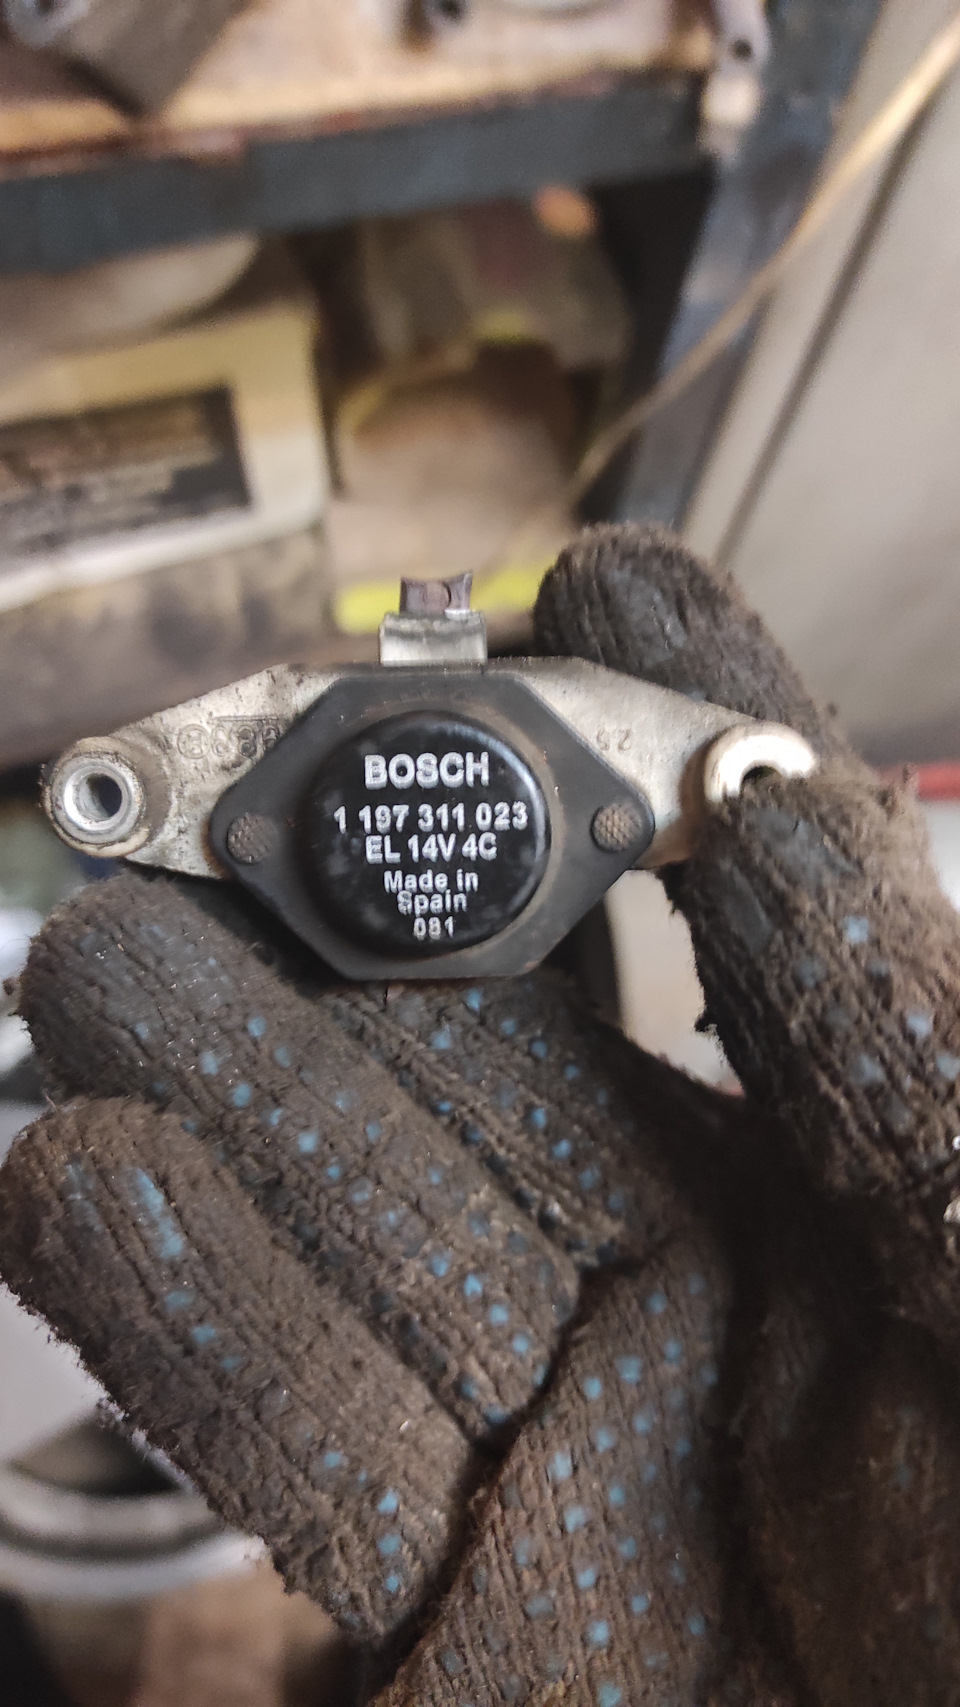 BOSCH
1 197 311 023
EL 14V 4C
Made in
Spain
081